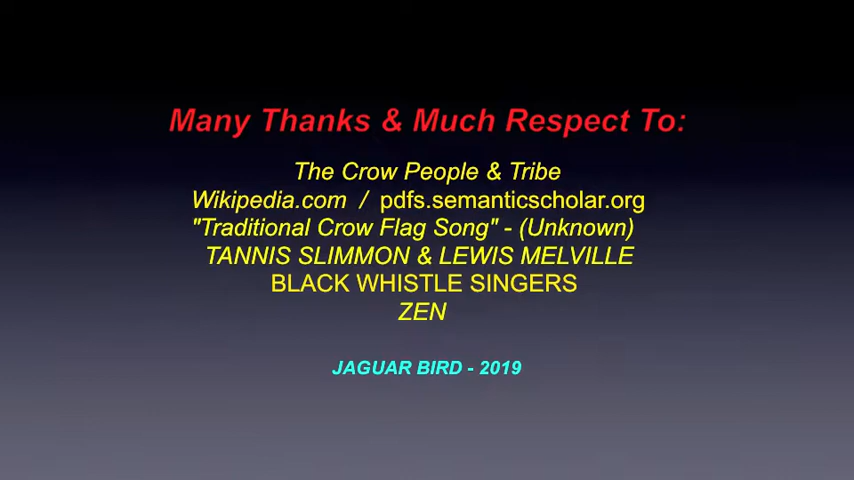 Many Thanks & Much Respect To:
The Crow People & Tribe
Wikipedia.com / pdfs.semanticscholar.org
"Traditional Crow Flag Song" - (Unknown)
TANNIS SLIMMON & LEWIS MELVILLE
BLACK WHISTLE SINGERS
ZEN
JAGUAR BIRD - 2019